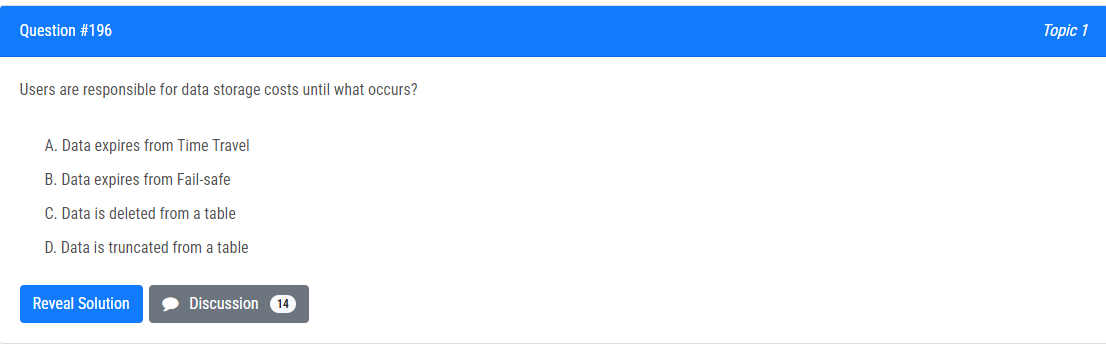 Question #196
Topic 1
Users are responsible for data storage costs until what occurs?
A. Data expires from Time Travel
B. Data expires from Fail-safe
C. Data is deleted from a table
D. Data is truncated from a table
Reveal Solution
Discussion 14